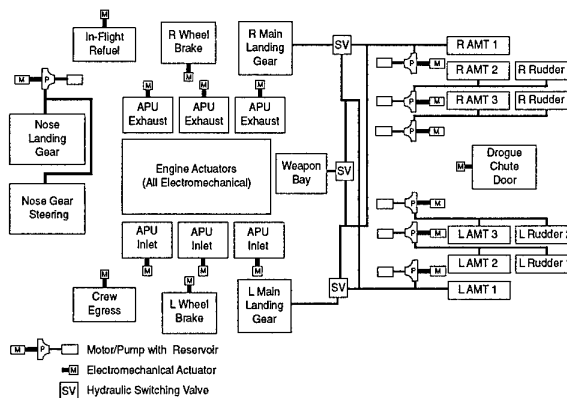 In-Flight
Refuel
R Wheel
Brake
R Main
Landing
Gear
SV
R AMT 1
M
P
R AMT 2
R Rudder
R AMT 3
R Rudder
APU
Exhaust
APU
Exhaust
APU
Exhaust
Nose
Landing
Gear
Nose Gear
Steering
Engine Actuators
(All Electromechanical)
Weapon
Bay
SV
Drogue
Chute
Door
M
APU
Inlet
APU
Inlet
APU
Inlet
L AMT 3
L Rudder 2
L AMT 2
L Rudder
L AMT 1
Crew
Egress
L Wheel
Brake
L Main
Landing
Gear
SV
M P Motor/Pump with Reservoir
M Electromechanical Actuator
SV Hydraulic Switching Valve